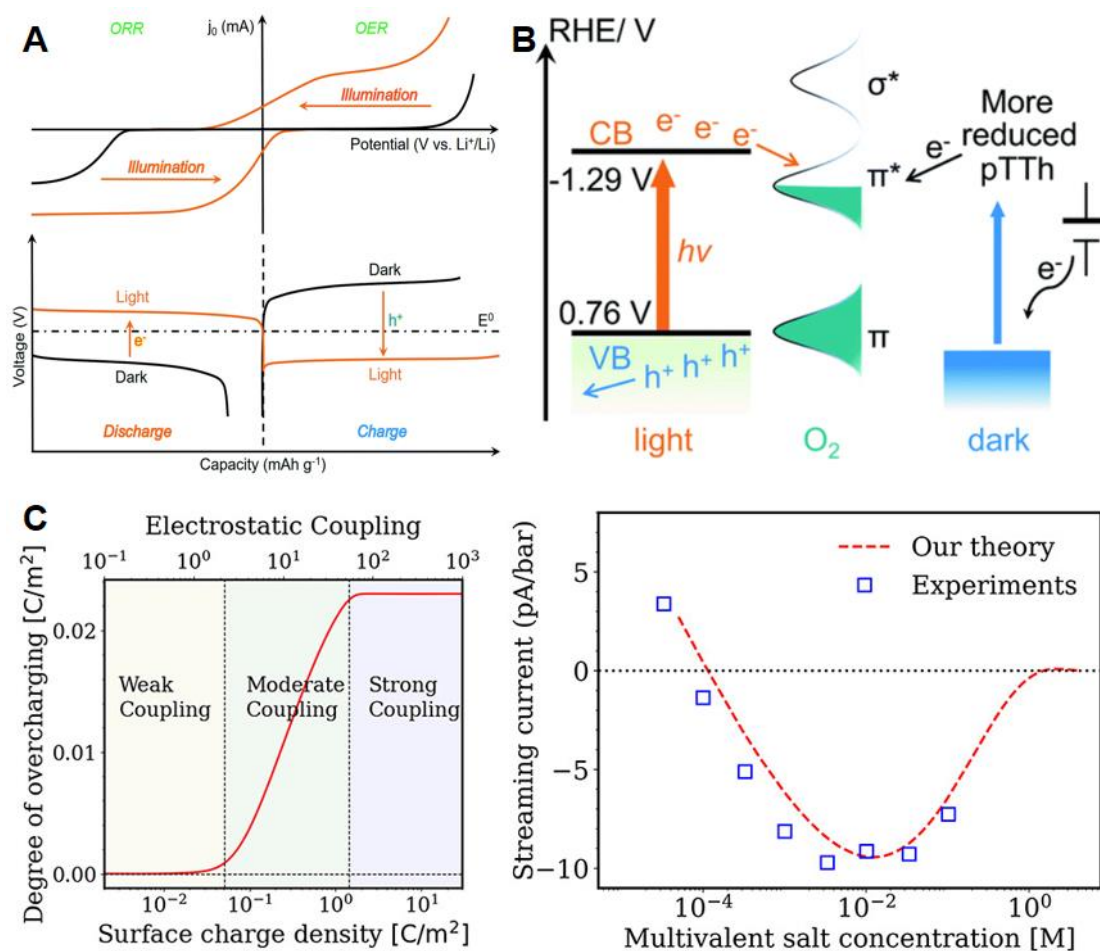 A
ORR
j₀ (mA)
OER
Illumination
Potential (V vs. Li⁺/Li)
Illumination
Voltage (V)
Dark
Light
h⁺
E⁰
e⁻
Dark
Light
Discharge
Charge
Capacity (mAh g⁻¹)
B
RHE/ V
σ*
CB
e⁻ e⁻ e⁻
More
reduced
pTTh
e⁻
π*
-1.29 V
hν
e⁻
0.76 V
π
VB
h⁺ h⁺ h⁺
light
O₂
dark
C
Electrostatic Coupling
10⁻¹ 10⁰ 10¹ 10² 10³
Degree of overcharging [C/m²]
0.02
0.01
0.00
Weak
Coupling
Moderate
Coupling
Strong
Coupling
10⁻² 10⁻¹ 10⁰ 10¹
Surface charge density [C/m²]
Streaming current (pA/bar)
5
0
−5
−10
Our theory
Experiments
10⁻⁴ 10⁻² 10⁰
Multivalent salt concentration [M]